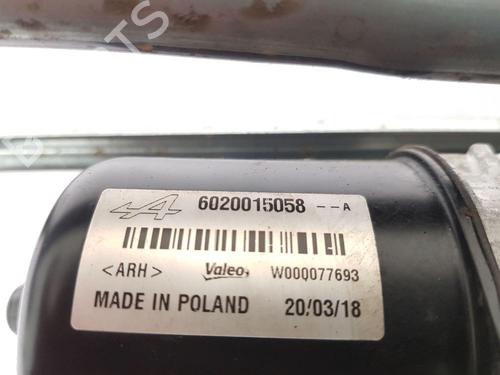 6020015058 --A
<ARH> Valeo W000077693
MADE IN POLAND 20/03/18